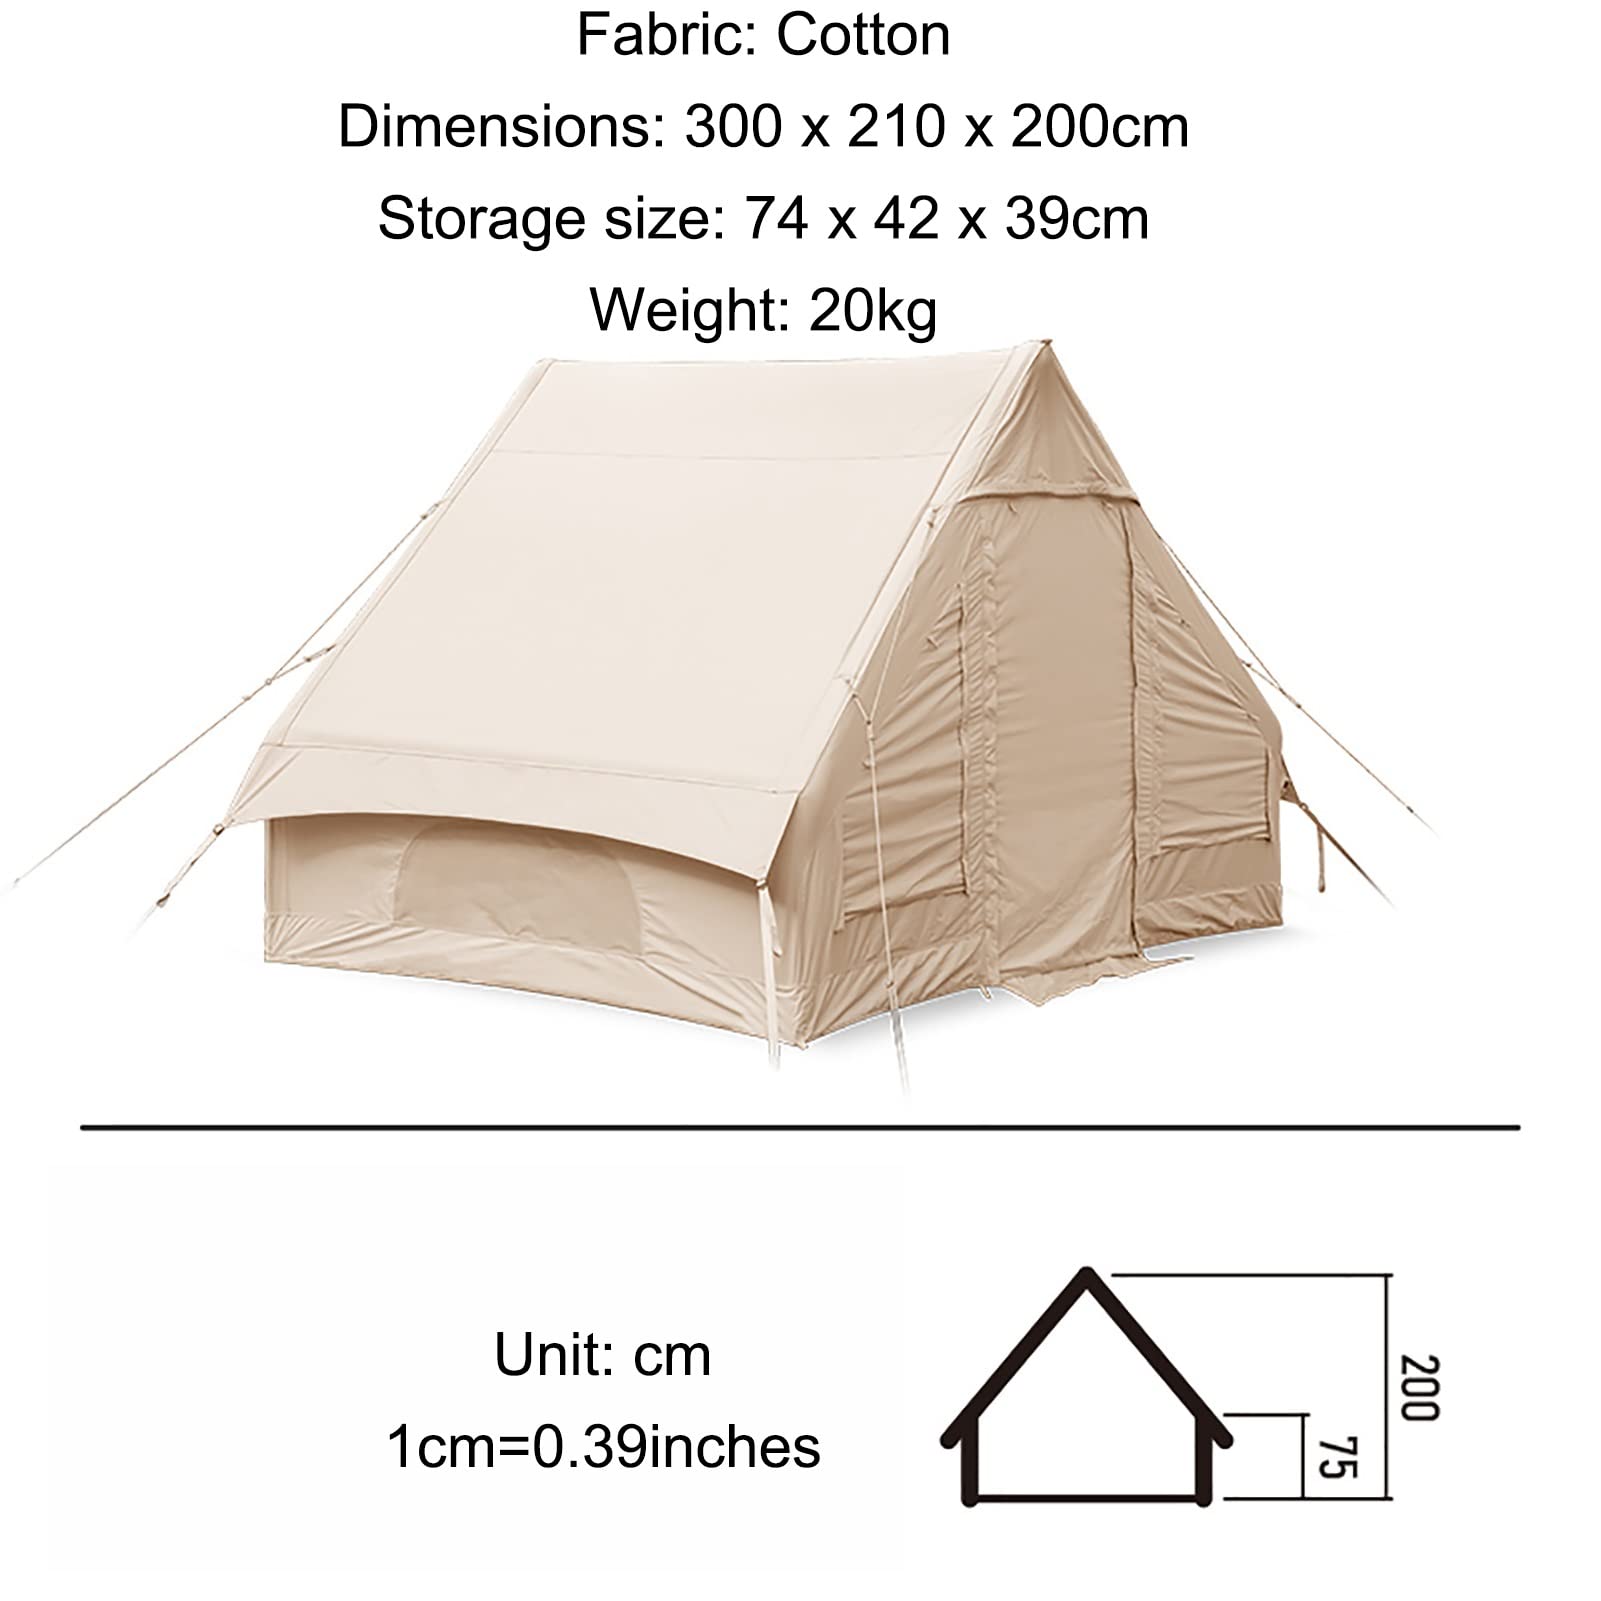 Fabric: Cotton
Dimensions: 300 x 210 x 200cm
Storage size: 74 x 42 x 39cm
Weight: 20kg
Unit: cm
1cm=0.39inches
200
75